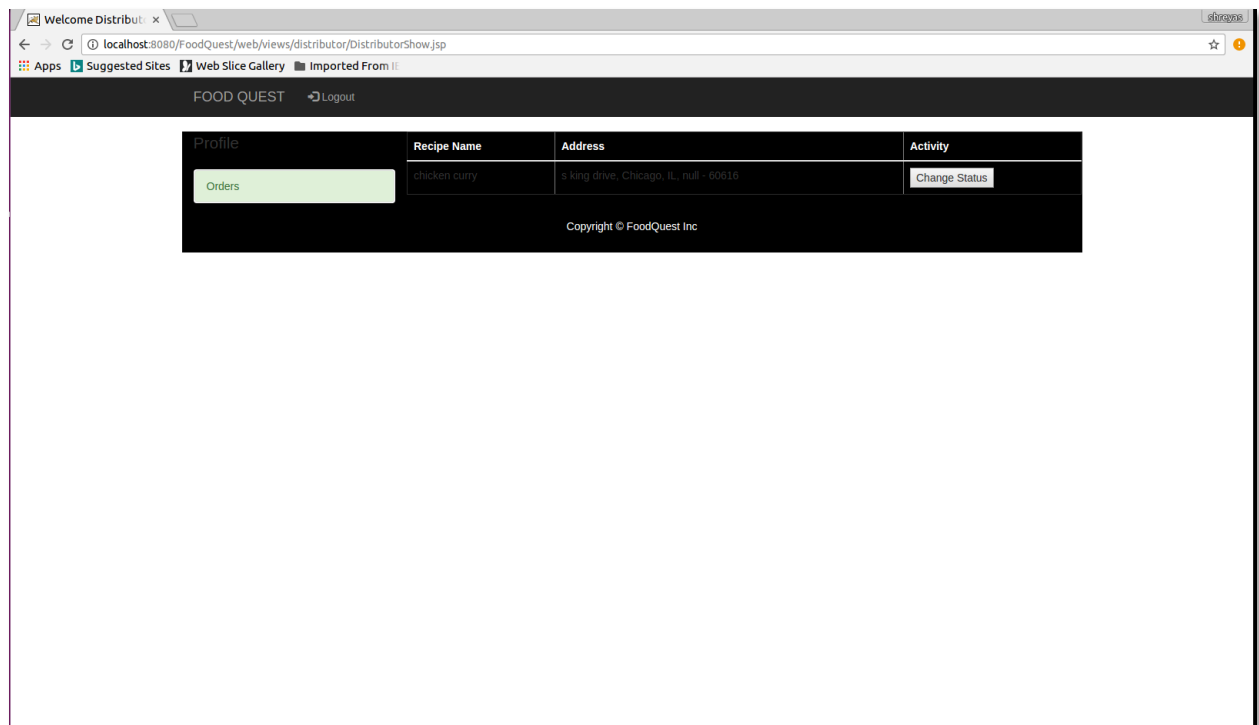 Welcome Distribut
shreyas
localhost:8080/FoodQuest/web/views/distributor/DistributorShow.jsp
Apps Suggested Sites Web Slice Gallery Imported From IE
FOOD QUEST Logout
Profile
Orders
Recipe Name Address Activity
chicken curry s king drive, Chicago, IL, null - 60616 Change Status
Copyright © FoodQuest Inc